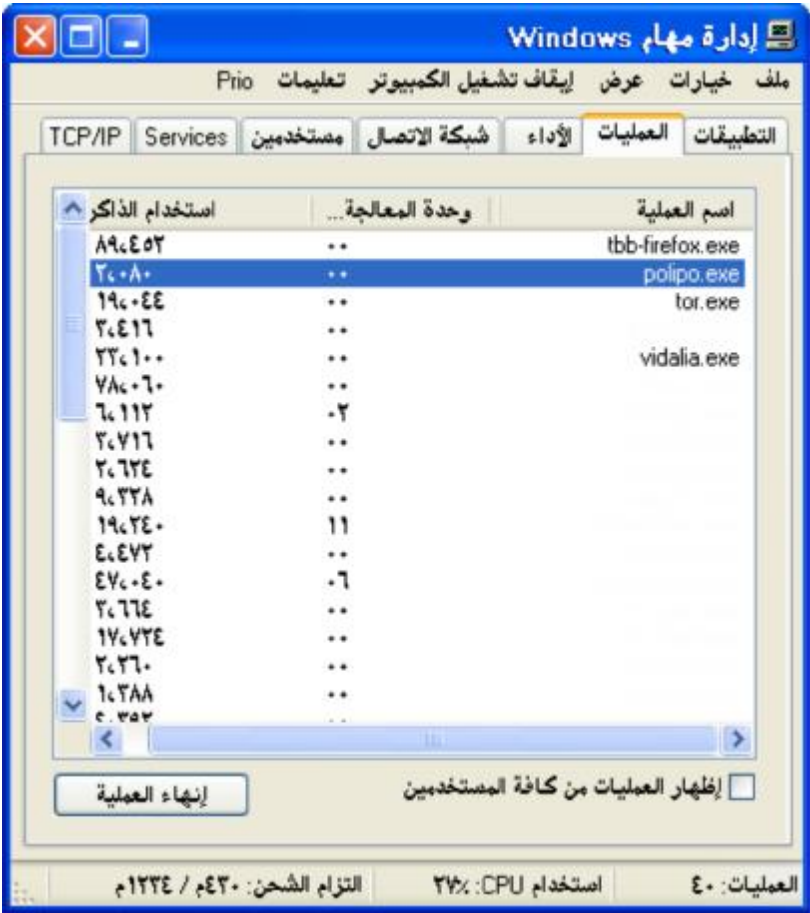 إدارة مهام Windows
ملف خيارات عرض إيقاف تشغيل الكمبيوتر تعليمات Prio
التطبيقات العمليات الأداء شبكة الاتصال مستخدمين Services TCP/IP
اسم العملية وحدة المعالجة... استخدام الذاكر
tbb-firefox.exe ٠٠ ٨٩،٤٥٢
polipo.exe ٠٠ ٢،٠٨٠
tor.exe ٠٠ ١٩،٠٤٤
٠٠ ٣،٤١٦
vidalia.exe ٠٠ ٢٣،١٠٠
٠٠ ٧٨،٠٦٠
٠٢ ٦،١١٢
٠٠ ٣،٧١٦
٠٠ ٢،٦٢٤
٠٠ ٩،٣٢٨
١١ ١٩،٢٤٠
٠٠ ٤،٤٧٢
٠٦ ٤٧،٠٤٠
٠٠ ٢،٦٦٤
٠٠ ١٧،٧٢٤
٠٠ ٢،٢٦٠
٠٠ ١،٣٨٨
إظهار العمليات من كافة المستخدمين
إنهاء العملية
العمليات: ٤٠ استخدام CPU: ٢٧٪ التزام الشحن: ٤٣٠م / ١٢٣٤م